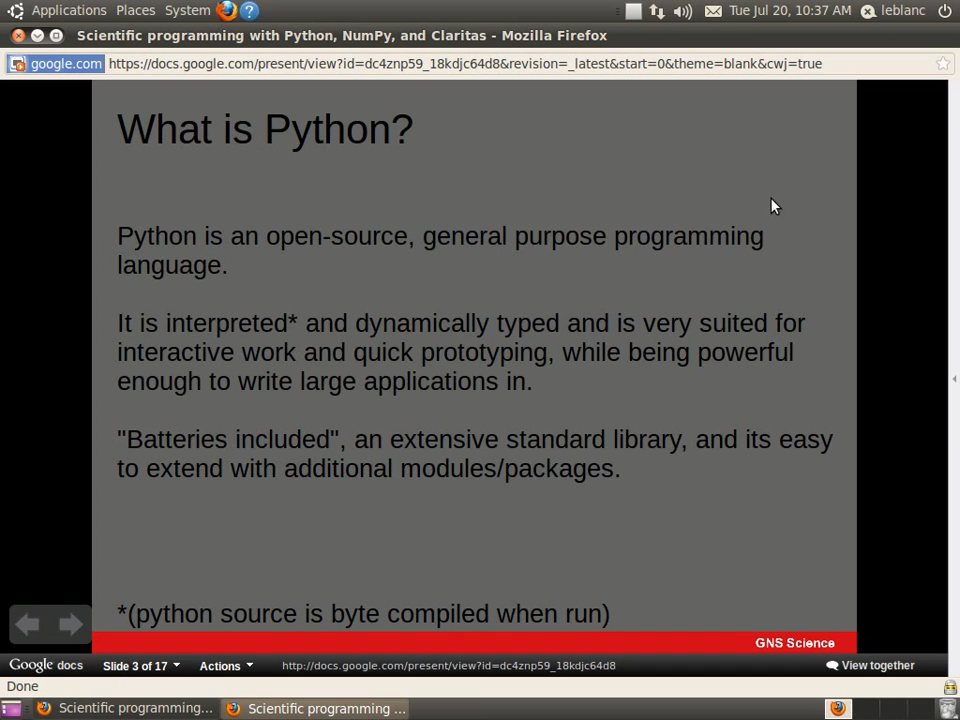 Applications Places System Tue Jul 20, 10:37 AM leblanc
Scientific programming with Python, NumPy, and Claritas - Mozilla Firefox
google.com https://docs.google.com/present/view?id=dc4znp59_18kdjc64d8&revision=_latest&start=0&theme=blank&cwj=true
What is Python?
Python is an open-source, general purpose programming
language.
It is interpreted* and dynamically typed and is very suited for
interactive work and quick prototyping, while being powerful
enough to write large applications in.
"Batteries included", an extensive standard library, and its easy
to extend with additional modules/packages.
*(python source is byte compiled when run)
GNS Science
Google docs Slide 3 of 17 Actions http://docs.google.com/present/view?id=dc4znp59_18kdjc64d8 View together
Done
Scientific programming... Scientific programming ...